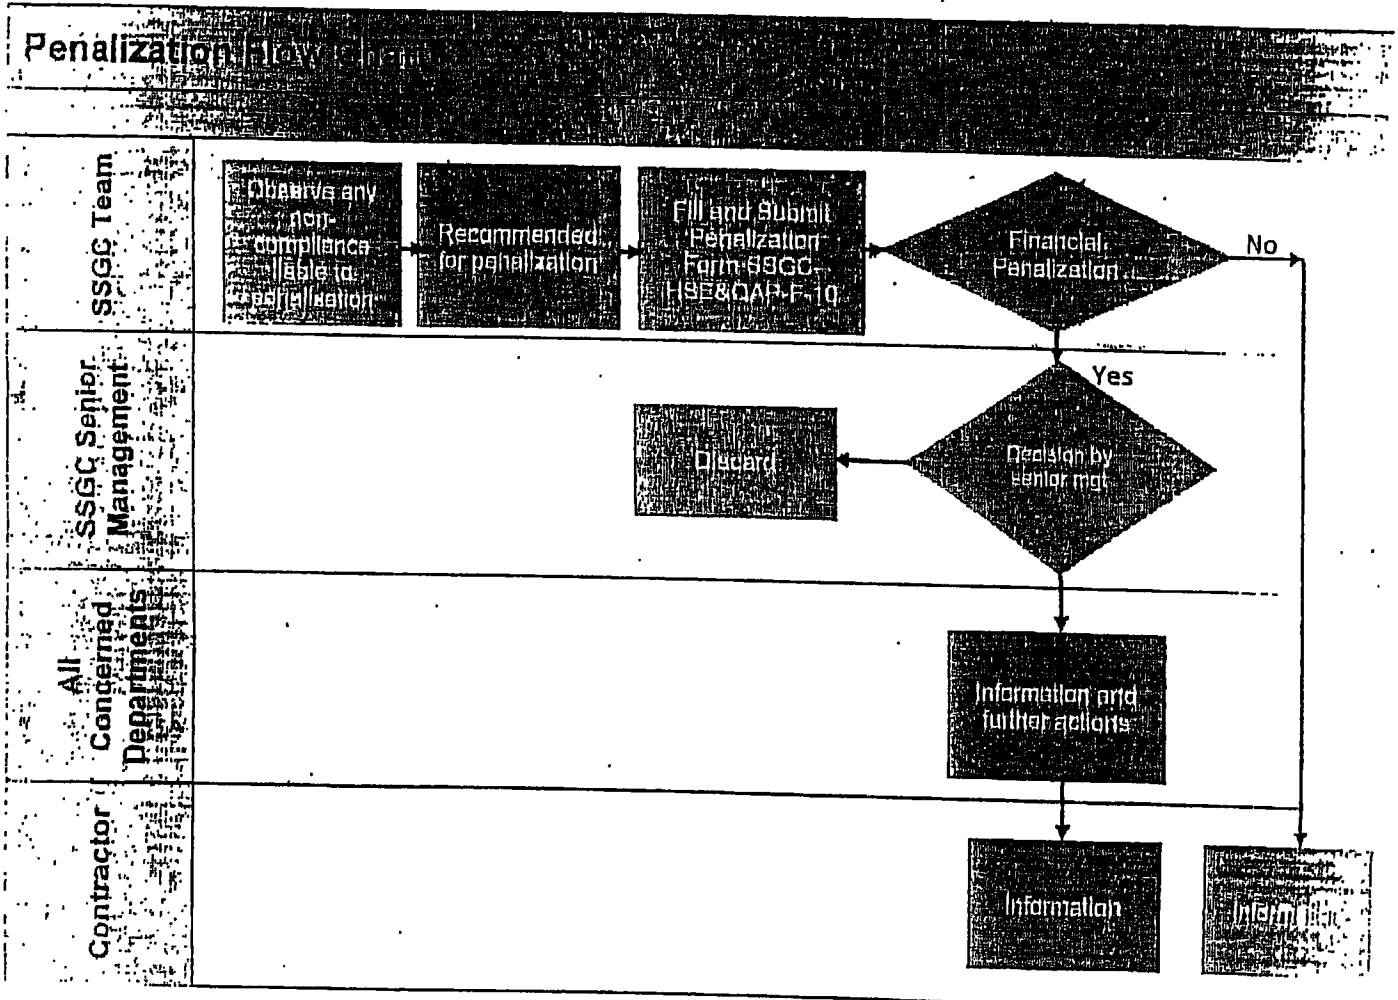 Penalization Flow Chart
SSGC Team
Observe any
non-
compliance
liable to
penalization
Recommended
for penalization
Fill and Submit
Penalization
Form SSGC-
HSE&QAP-F-10
Financial
Penalization
No
Yes
SSGC Senior
Management
Discard
Decision by
senior mgt
All
Concerned
Departments
Information and
further actions
Contractor
Information